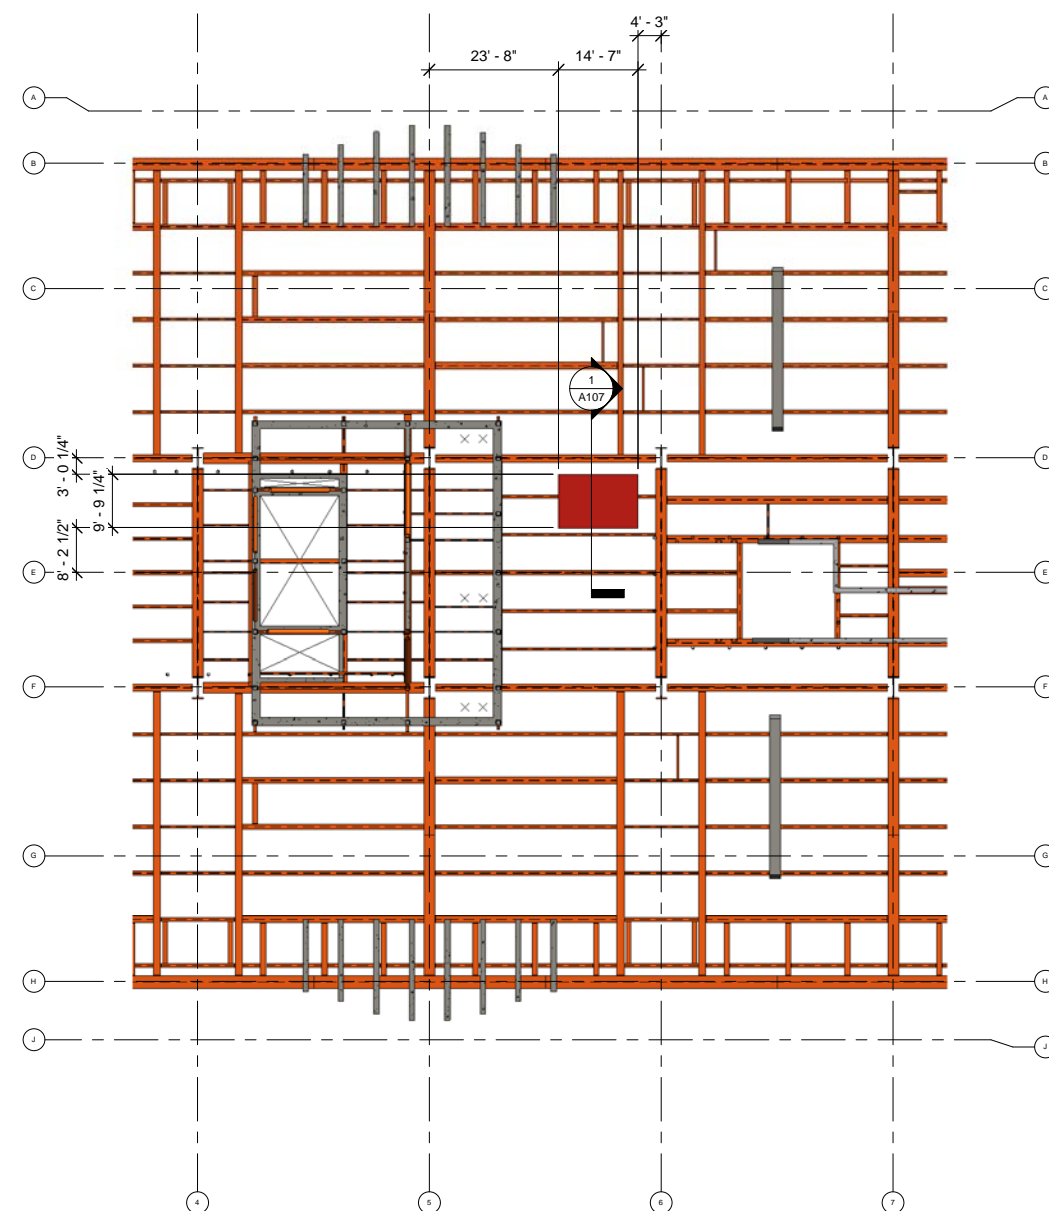 4' - 3"
23' - 8"
14' - 7"
A
A
B
B
C
C
1
A107
D
D
3' - 0 1/4"
9' - 9 1/4"
8' - 2 1/2"
E
E
F
F
G
G
H
H
J
J
4
5
6
7